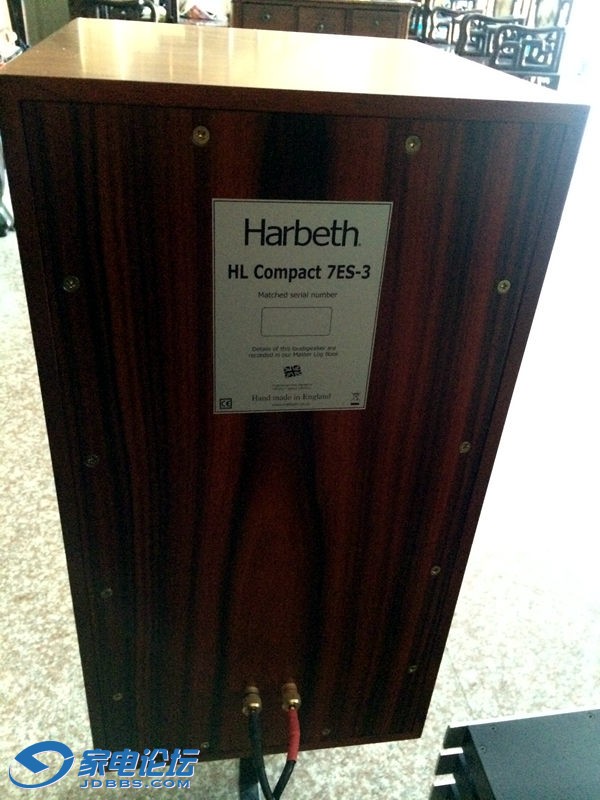 Harbeth
HL Compact 7ES-3
Matched serial number
Details of this loudspeaker are
recorded in our Master Log Book
Hand made in England
CE
家电论坛
JDBBS.COM